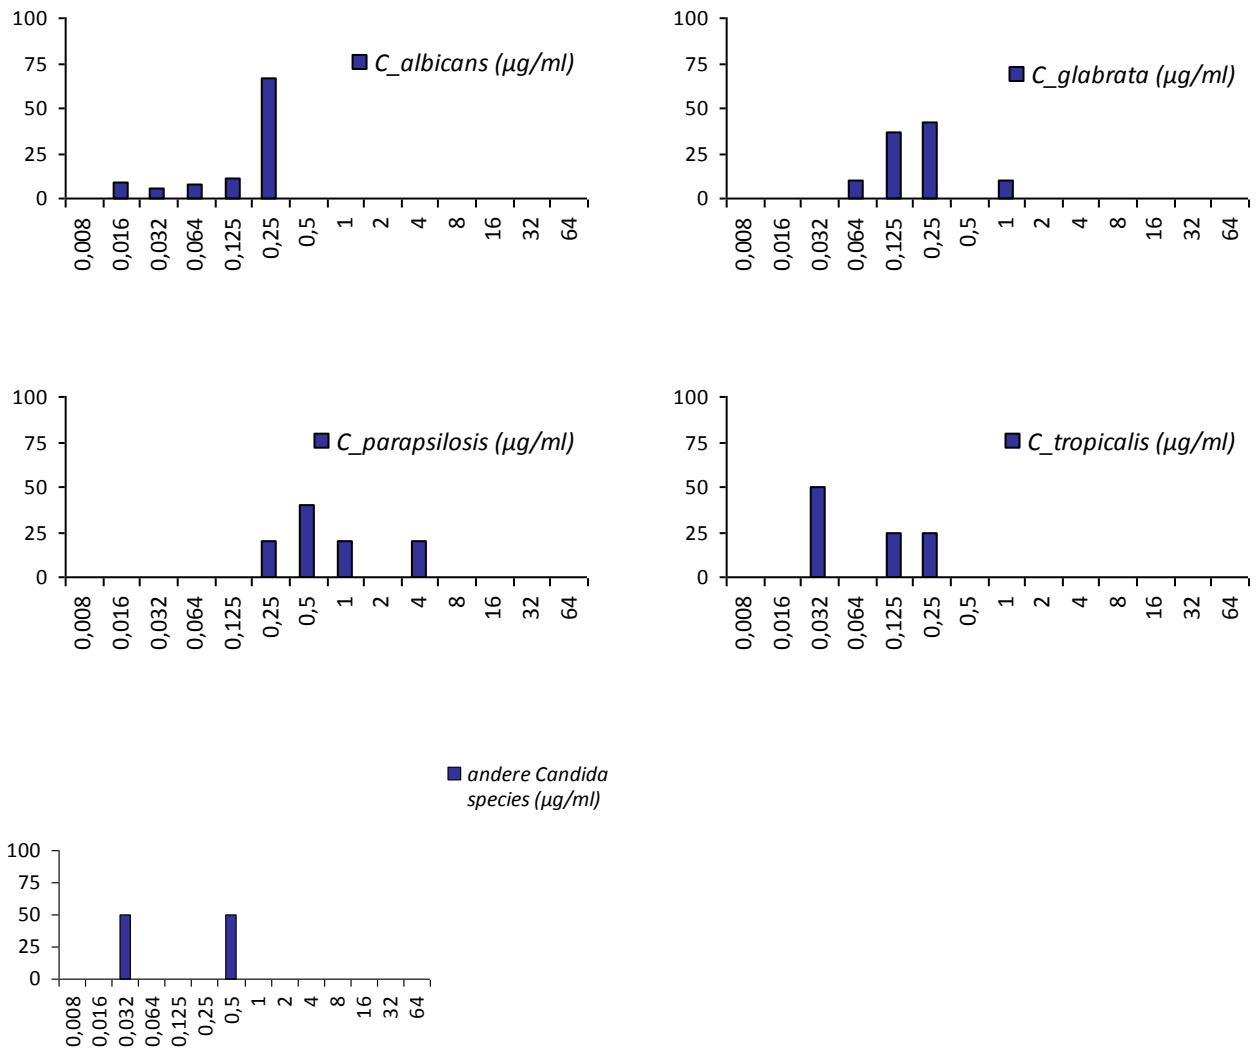 100
75
50
25
0
C_albicans (µg/ml)
0,008 0,016 0,032 0,064 0,125 0,25 0,5 1 2 4 8 16 32 64
100
75
50
25
0
C_glabrata (µg/ml)
0,008 0,016 0,032 0,064 0,125 0,25 0,5 1 2 4 8 16 32 64
100
75
50
25
0
C_parapsilosis (µg/ml)
0,008 0,016 0,032 0,064 0,125 0,25 0,5 1 2 4 8 16 32 64
100
75
50
25
0
C_tropicalis (µg/ml)
0,008 0,016 0,032 0,064 0,125 0,25 0,5 1 2 4 8 16 32 64
andere Candida
species (µg/ml)
100
75
50
25
0
0,008 0,016 0,032 0,064 0,125 0,25 0,5 1 2 4 8 16 32 64